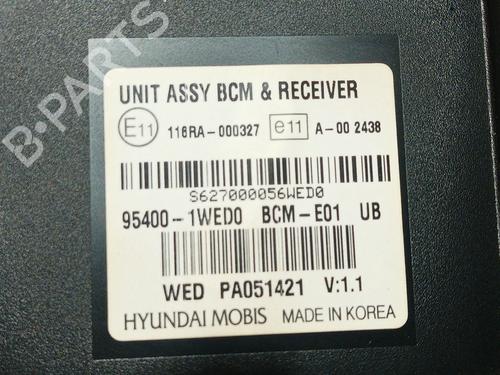 B-PARTS
UNIT ASSY BCM & RECEIVER
E11 116RA-000327 e11 A-00 2438
S627000056WED0
95400-1WED0 BCM-E01 UB
WED PA051421 V:1.1
HYUNDAI MOBIS MADE IN KOREA